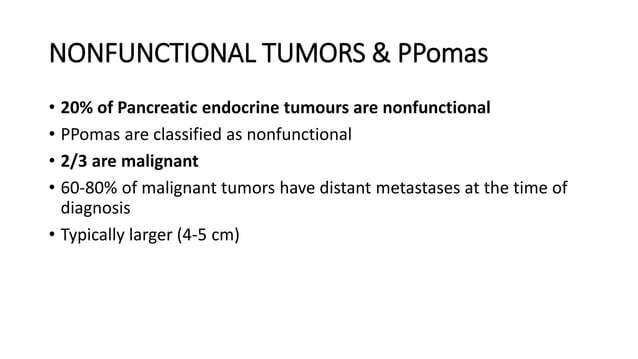 NONFUNCTIONAL TUMORS & PPomas
• 20% of Pancreatic endocrine tumours are nonfunctional
• PPomas are classified as nonfunctional
• 2/3 are malignant
• 60-80% of malignant tumors have distant metastases at the time of
diagnosis
• Typically larger (4-5 cm)